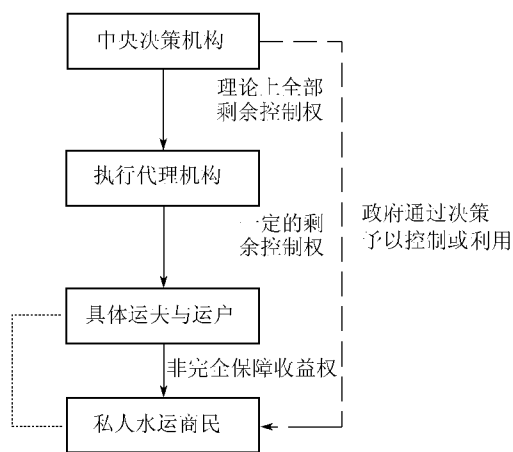 中央决策机构
理论上全部
剩余控制权
执行代理机构
一定的剩
余控制权
政府通过决策
予以控制或利用
具体运夫与运户
非完全保障收益权
私人水运商民